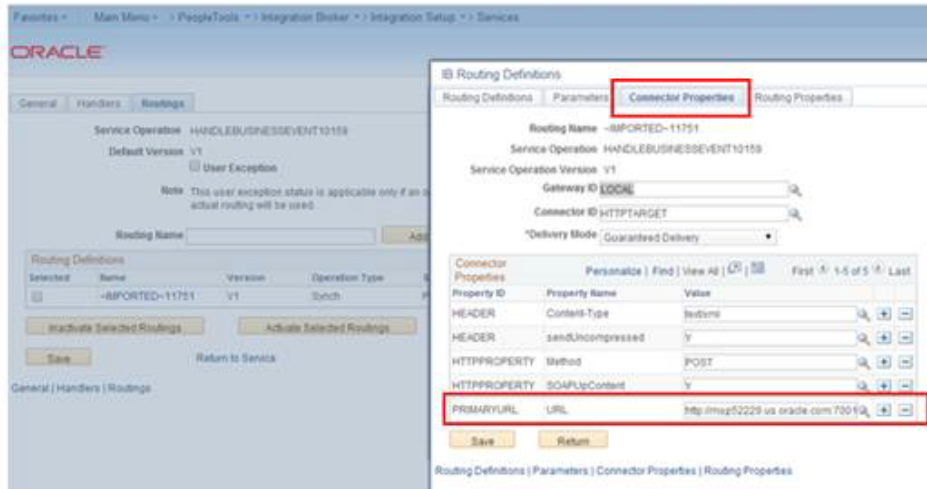 Favorites Main Menu > PeopleTools > Integration Broker > Integration Setup > Services
ORACLE
General Handlers Routings
Service Operation HANDLEBUSINESSEVENT10159
Default Version V1
User Exception
Note This user exception status is applicable only if an
actual routing will be used.
Routing Name
Routing Definitions
Selected Name Version Operation Type
~IMPORTED~11751 V1 Synch
Inactivate Selected Routings Activate Selected Routings
Save Return to Service
General | Handlers | Routings
IB Routing Definitions
Routing Definitions Parameters Connector Properties Routing Properties
Routing Name ~IMPORTED~11751
Service Operation HANDLEBUSINESSEVENT10159
Service Operation Version V1
Gateway ID LOCAL
Connector ID HTTPTARGET
*Delivery Mode Guaranteed Delivery
Connector Properties Personalize | Find | View All | First 1-5 of 5 Last
Property ID Property Name Value
HEADER Content-Type text/xml
HEADER sendUncompressed Y
HTTPPROPERTY Method POST
HTTPPROPERTY SOAPUpContent Y
PRIMARYURL URL http://msp52229.us.oracle.com:7001
Save Return
Routing Definitions | Parameters | Connector Properties | Routing Properties